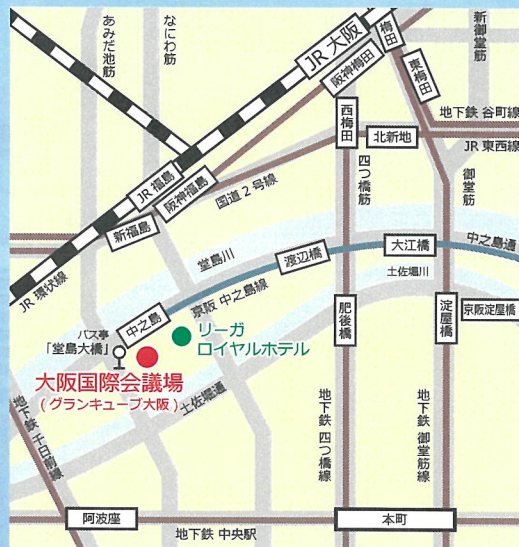 あみだ池筋
なにわ筋
新御堂筋
JR 大阪
梅田
阪神梅田
東梅田
西梅田
地下鉄 谷町線
北新地
JR 東西線
JR 福島
阪神福島
新福島
国道2号線
四つ橋筋
御堂筋
堂島川
渡辺橋
大江橋
中之島通
土佐堀川
JR 環状線
京阪 中之島線
中之島
肥後橋
淀屋橋
京阪淀屋橋
バス亭
「堂島大橋」
リーガ
ロイヤルホテル
大阪国際会議場
(グランキューブ大阪)
土佐堀通
地下鉄 千日前線
地下鉄 四つ橋線
地下鉄 御堂筋線
阿波座
本町
地下鉄 中央駅